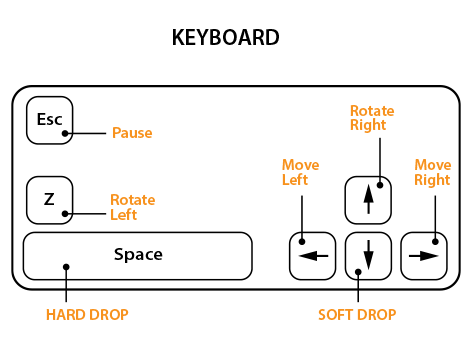 KEYBOARD
Esc
Pause
Rotate
Right
Move
Left
Move
Right
Z
Rotate
Left
Space
HARD DROP
SOFT DROP